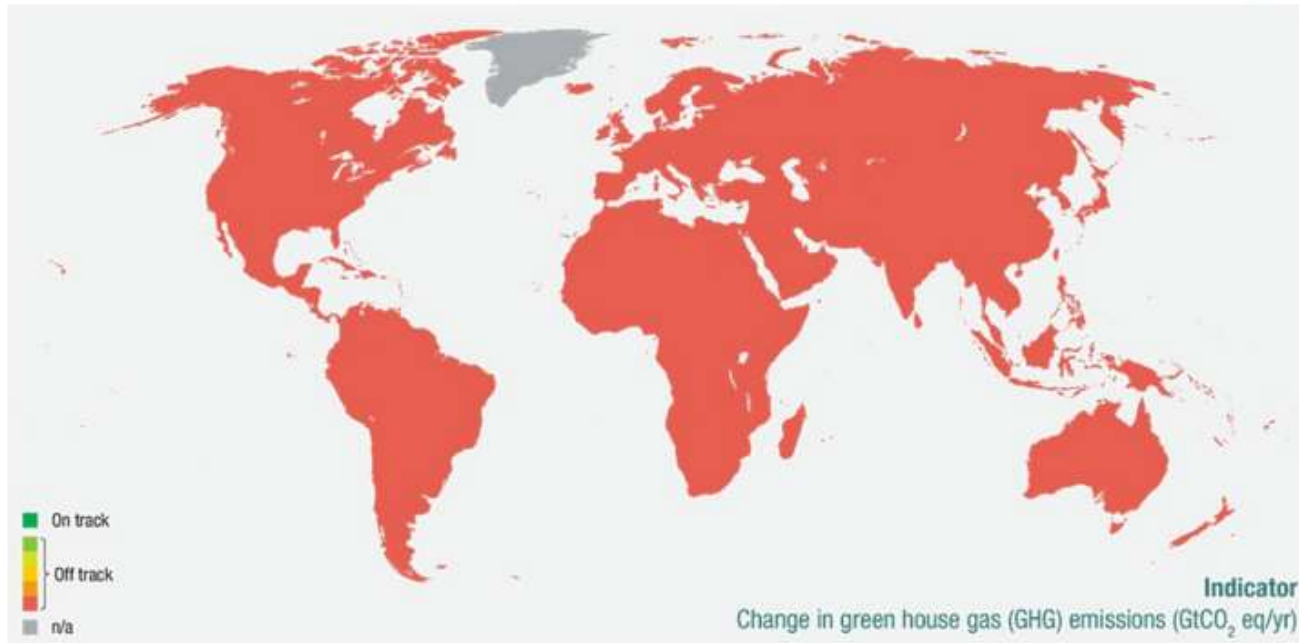 On track
Off track
n/a
Indicator
Change in green house gas (GHG) emissions (GtCO₂ eq/yr)